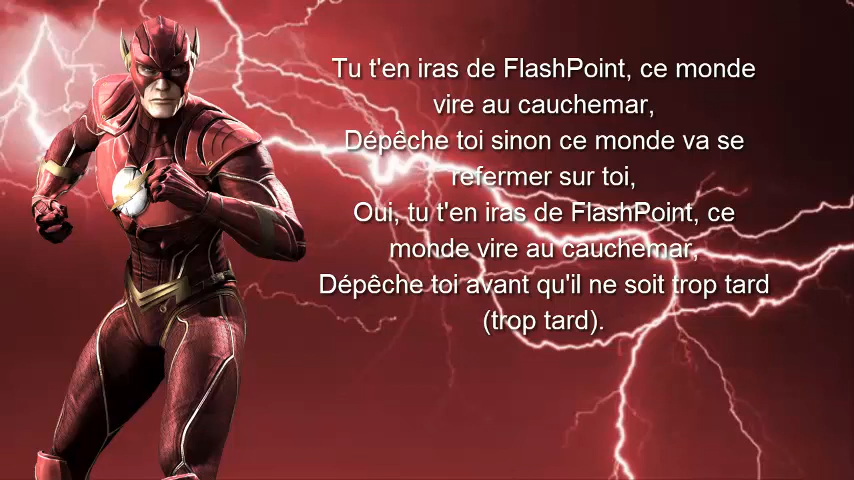 Tu t'en iras de FlashPoint, ce monde
vire au cauchemar,
Dépêche toi sinon ce monde va se
refermer sur toi,
Oui, tu t'en iras de FlashPoint, ce
monde vire au cauchemar,
Dépêche toi avant qu'il ne soit trop tard
(trop tard).